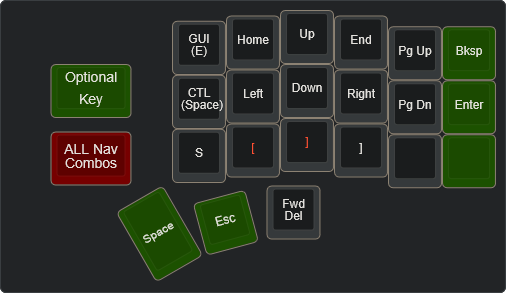 GUI
(E)
Home
Up
End
Pg Up
Bksp
Optional
Key
CTL
(Space)
Left
Down
Right
Pg Dn
Enter
ALL Nav
Combos
S
[
]
]
Space
Esc
Fwd
Del